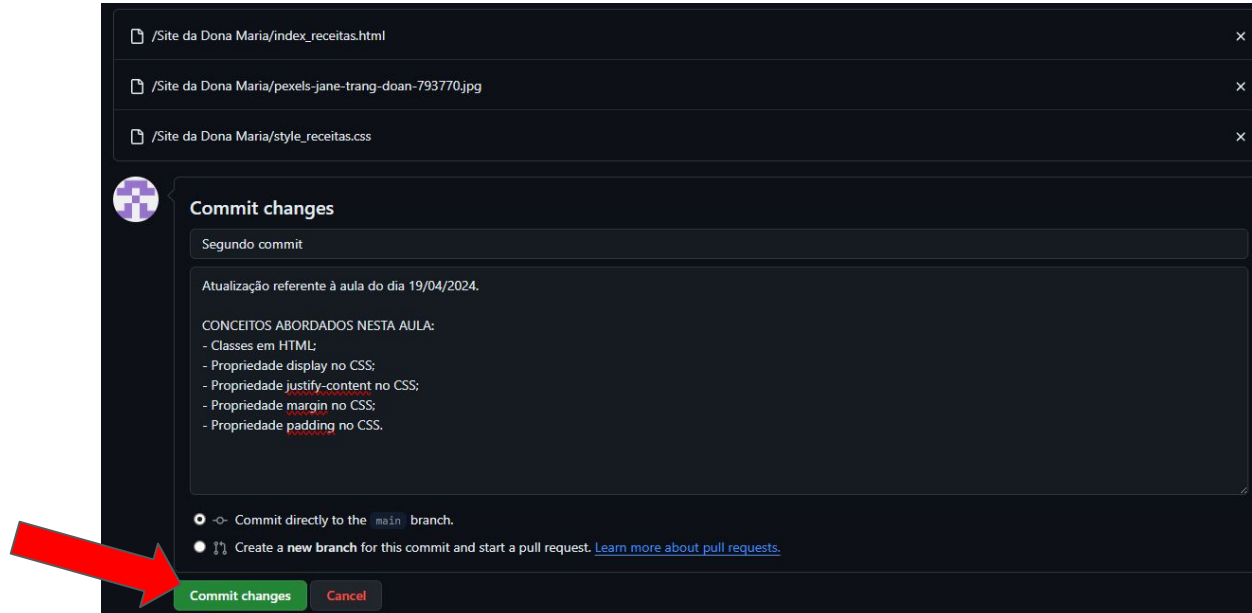 /Site da Dona Maria/index_receitas.html
/Site da Dona Maria/pexels-jane-trang-doan-793770.jpg
/Site da Dona Maria/style_receitas.css
Commit changes
Segundo commit
Atualização referente à aula do dia 19/04/2024.
CONCEITOS ABORDADOS NESTA AULA:
- Classes em HTML;
- Propriedade display no CSS;
- Propriedade justify-content no CSS;
- Propriedade margin no CSS;
- Propriedade padding no CSS.
Commit directly to the main branch.
Create a new branch for this commit and start a pull request. Learn more about pull requests.
Commit changes Cancel